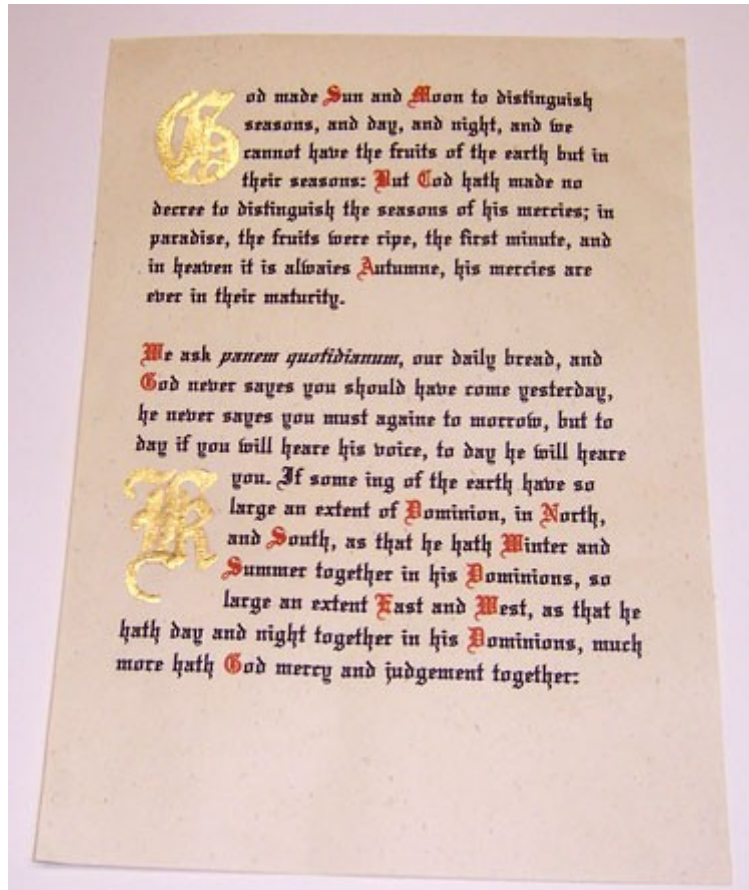 God made Sun and Moon to distinguish
seasons, and day, and night, and we
cannot have the fruits of the earth but in
their seasons: But Cod hath made no
decree to distinguish the seasons of his mercies; in
paradise, the fruits were ripe, the first minute, and
in heaven it is alwaies Autumne, his mercies are
ever in their maturity.
We ask panem quotidianum, our daily bread, and
God never sayes you should have come yesterday,
he never sayes you must againe to morrow, but to
day if you will heare his voice, to day he will heare
K you. If some ing of the earth have so
large an extent of Dominion, in North,
and South, as that he hath Winter and
Summer together in his Dominions, so
large an extent East and West, as that he
hath day and night together in his Dominions, much
more hath God mercy and judgement together: